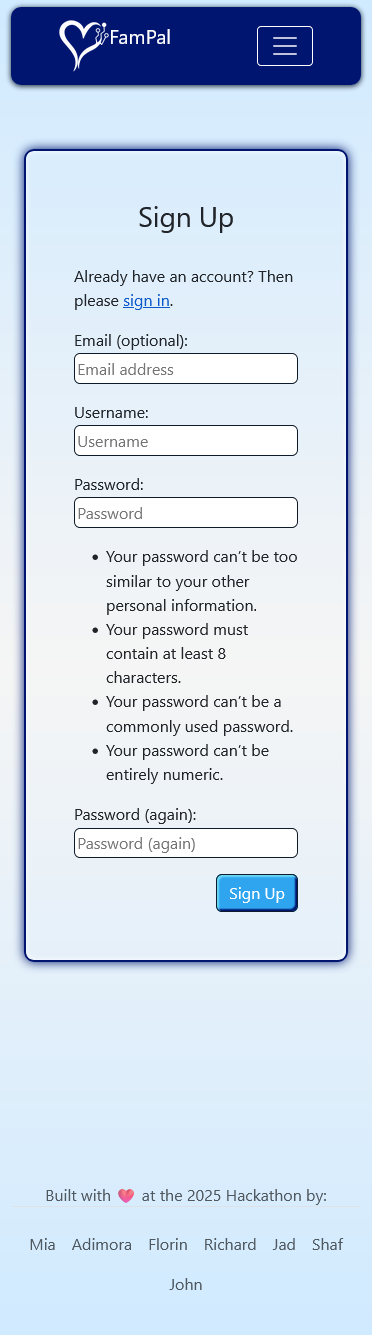 FamPal
Sign Up
Already have an account? Then
please sign in.
Email (optional):
Email address
Username:
Username
Password:
Password
• Your password can’t be too
similar to your other
personal information.
• Your password must
contain at least 8
characters.
• Your password can’t be a
commonly used password.
• Your password can’t be
entirely numeric.
Password (again):
Password (again)
Sign Up
Built with 💗 at the 2025 Hackathon by:
Mia Adimora Florin Richard Jad Shaf
John